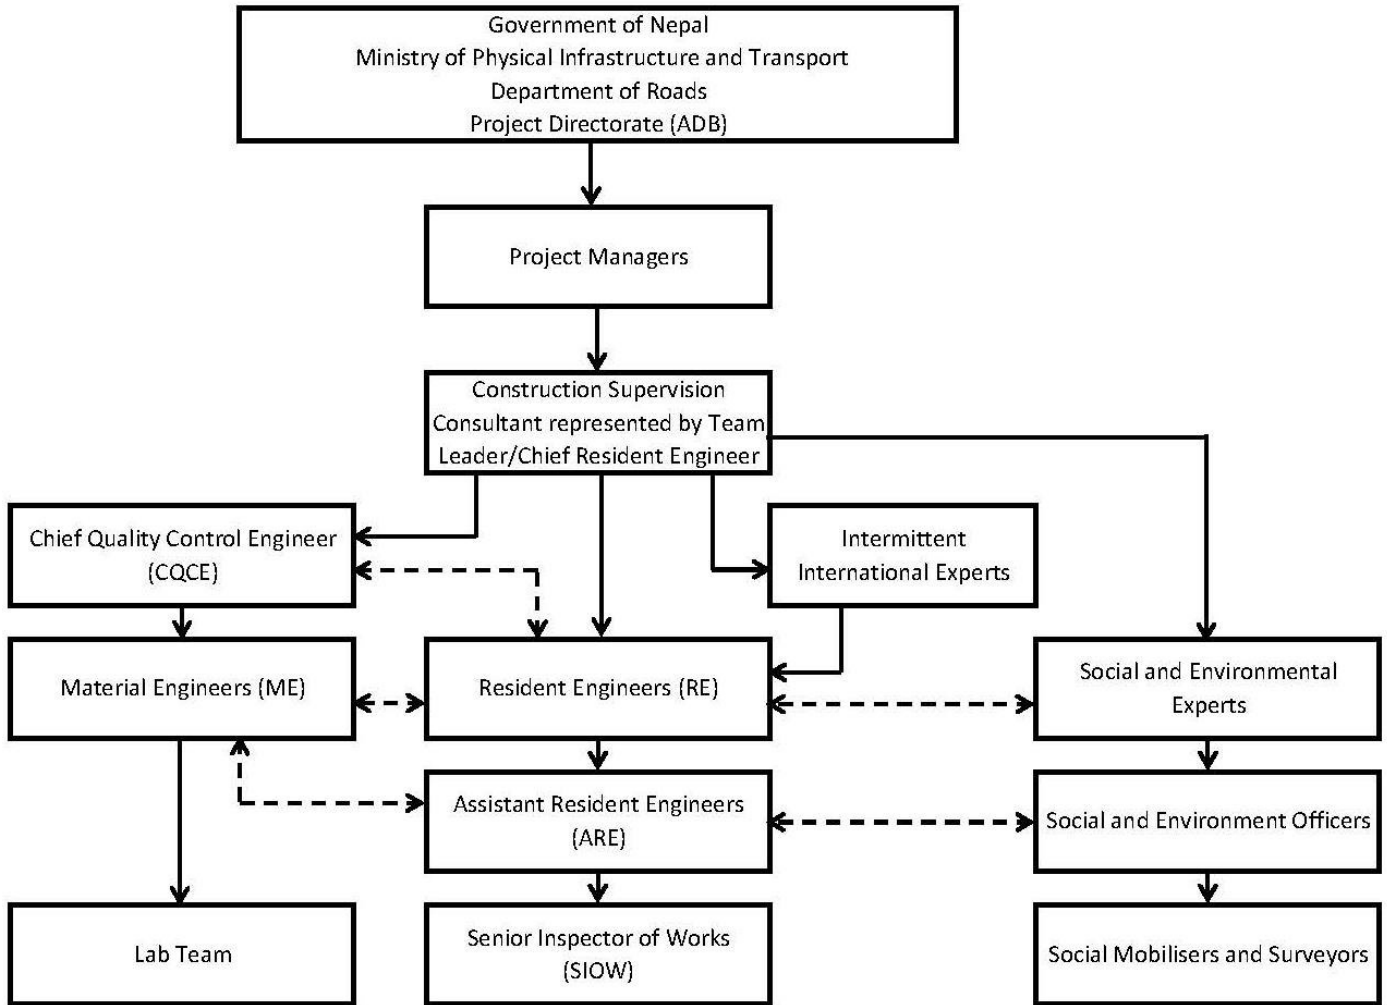 Government of Nepal
Ministry of Physical Infrastructure and Transport
Department of Roads
Project Directorate (ADB)
Project Managers
Construction Supervision
Consultant represented by Team
Leader/Chief Resident Engineer
Chief Quality Control Engineer
(CQCE)
Intermittent
International Experts
Material Engineers (ME)
Resident Engineers (RE)
Social and Environmental
Experts
Assistant Resident Engineers
(ARE)
Social and Environment Officers
Lab Team
Senior Inspector of Works
(SIOW)
Social Mobilisers and Surveyors